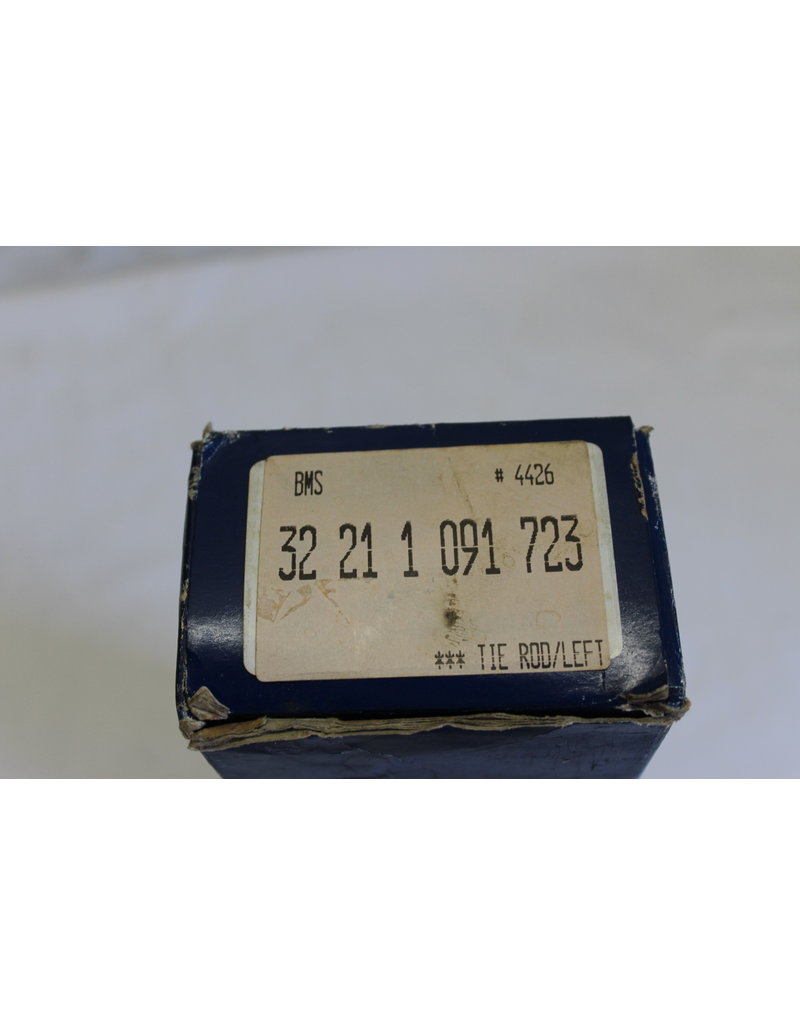 BMS # 4426
32 21 1 091 723
*** TIE ROD/LEFT